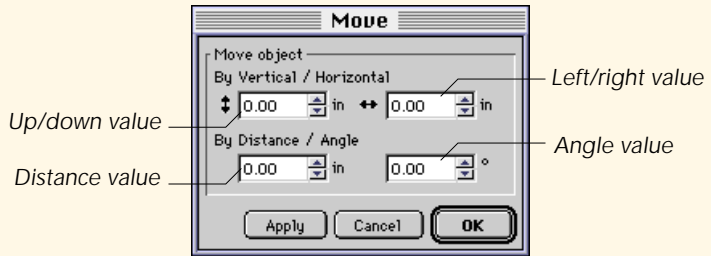 Move
Move object
By Vertical / Horizontal
Left/right value
0.00 in 0.00 in
Up/down value
By Distance / Angle
Angle value
0.00 in 0.00 °
Distance value
Apply Cancel OK